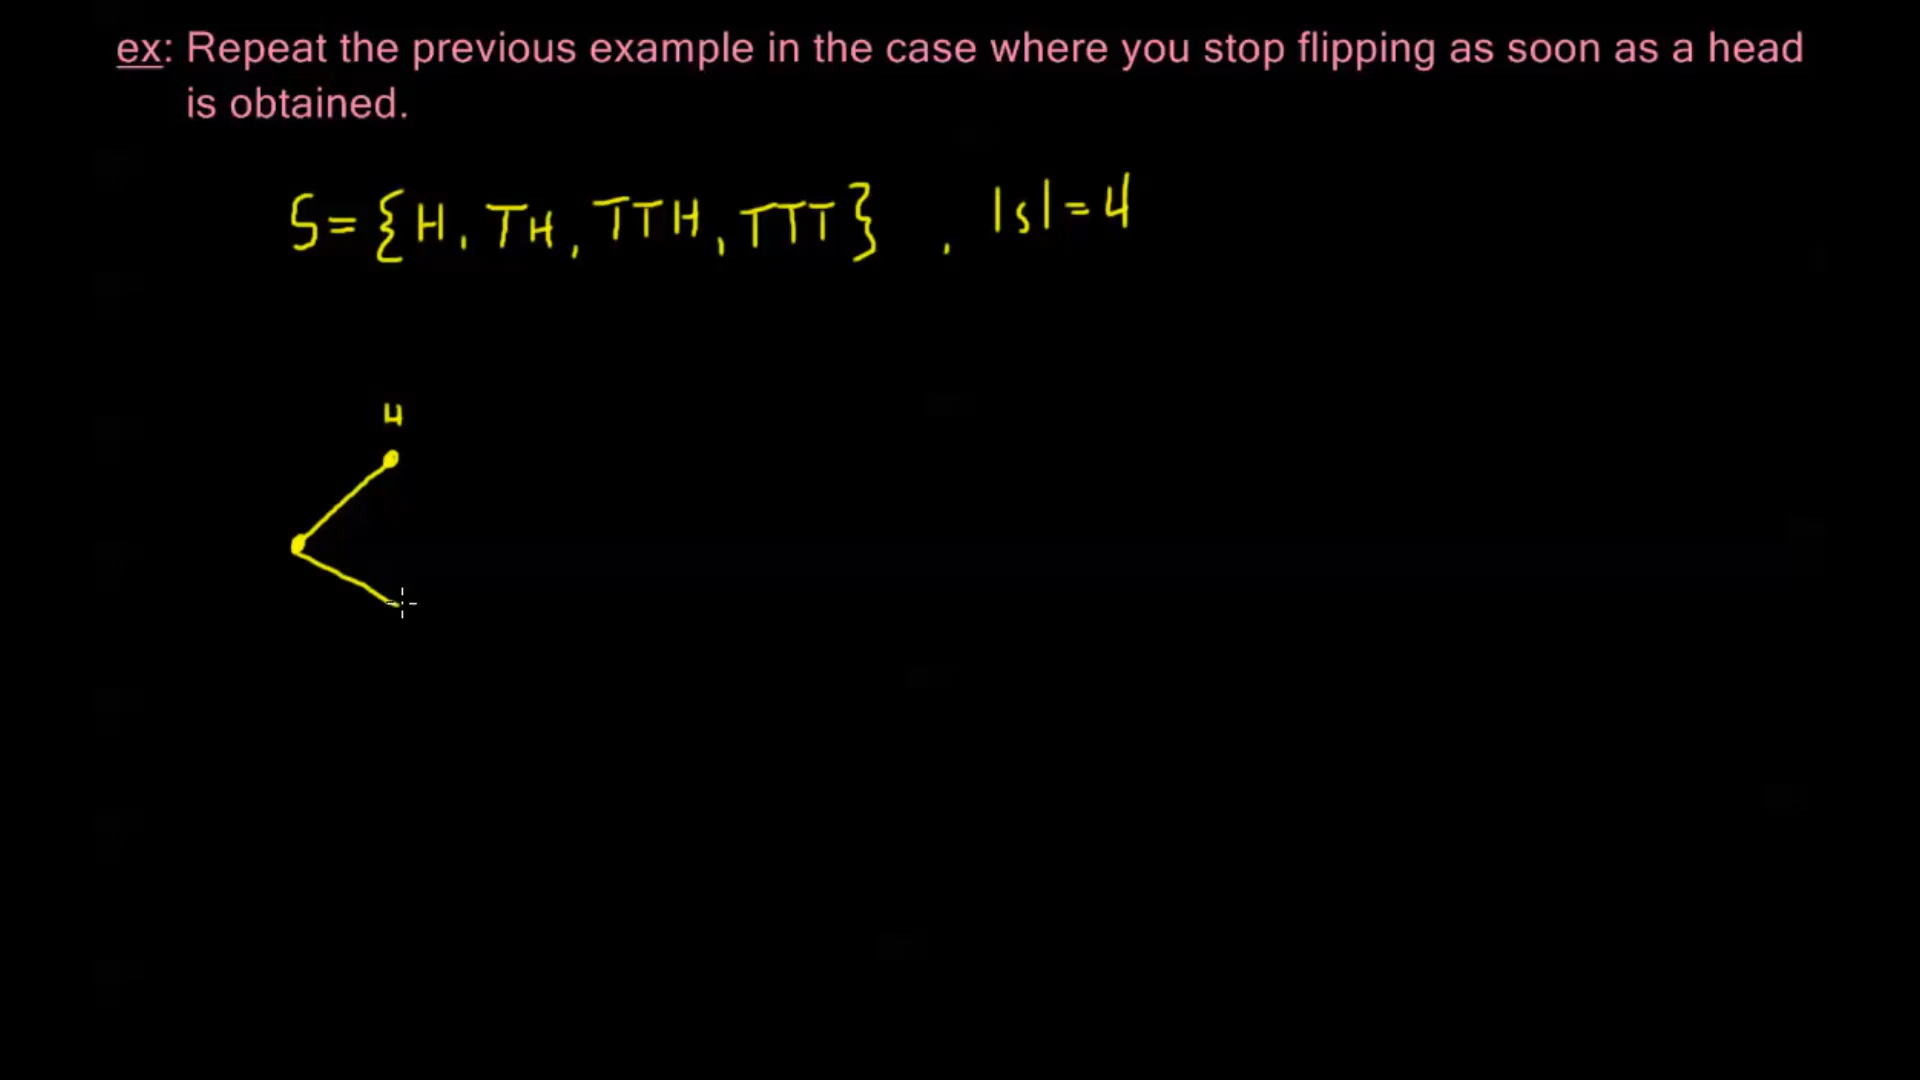 ex: Repeat the previous example in the case where you stop flipping as soon as a head
is obtained.
S = {H, TH, TTH, TTT} , |S| = 4
H